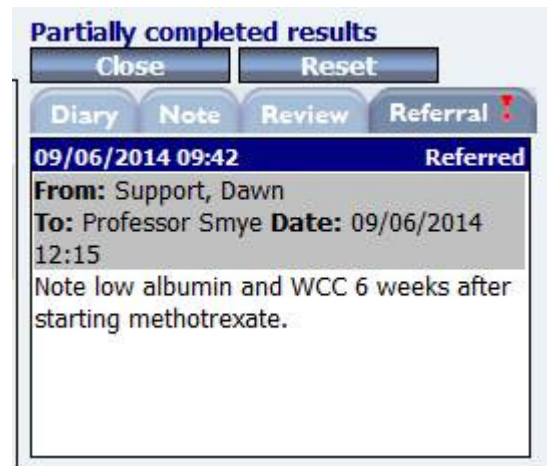 Partially completed results
Close Reset
Diary Note Review Referral !
09/06/2014 09:42 Referred
From: Support, Dawn
To: Professor Smye Date: 09/06/2014
12:15
Note low albumin and WCC 6 weeks after
starting methotrexate.